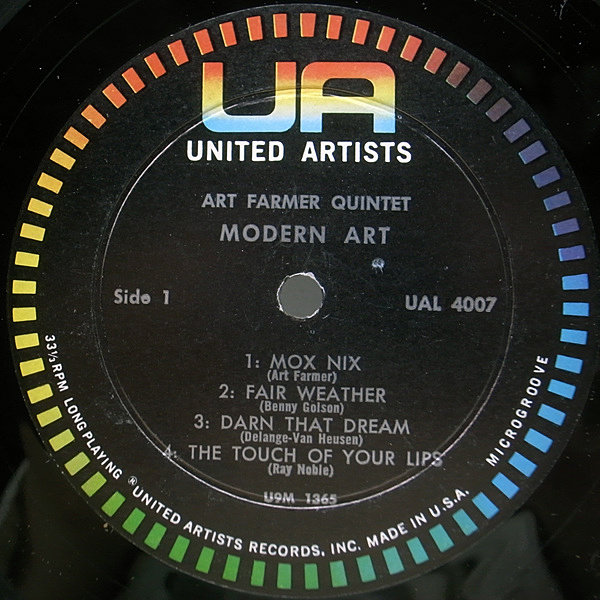 UA
UNITED ARTISTS
ART FARMER QUINTET
MODERN ART
Side 1
UAL 4007
1: MOX NIX
(Art Farmer)
2: FAIR WEATHER
(Benny Golson)
3: DARN THAT DREAM
(Delange-Van Heusen)
4: THE TOUCH OF YOUR LIPS
(Ray Noble)
U9M 1365
33⅓ RPM LONG PLAYING ®UNITED ARTISTS RECORDS, INC. MADE IN U.S.A. MICROGROOVE